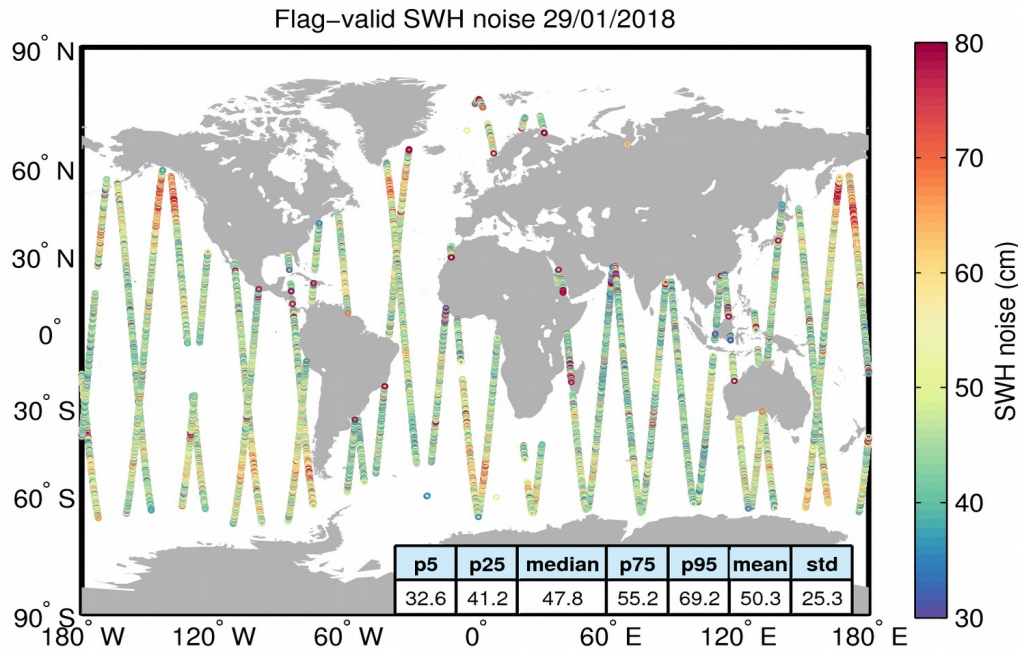 Flag−valid SWH noise 29/01/2018
90° N
60° N
30° N
0°
30° S
60° S
90° S
180° W
120° W
60° W
0°
60° E
120° E
180° E
80
70
60
50
40
30
SWH noise (cm)
p5 p25 median p75 p95 mean std
32.6 41.2 47.8 55.2 69.2 50.3 25.3